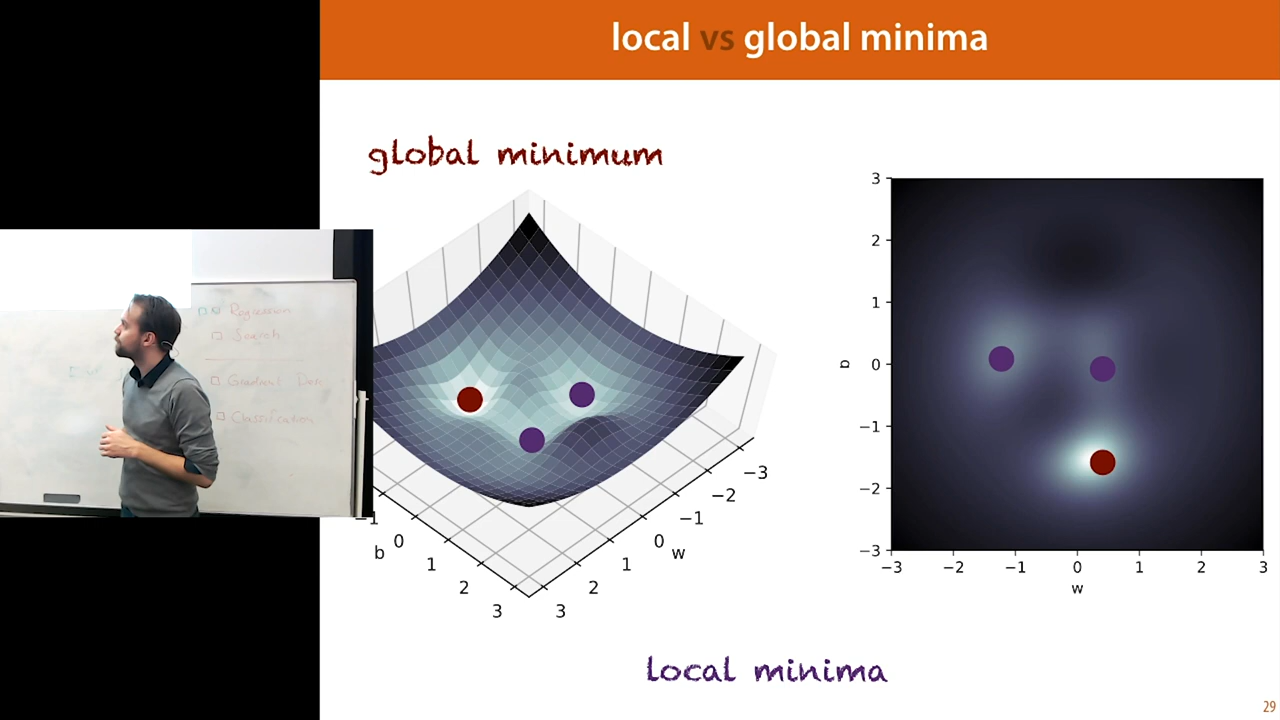 local vs global minima
global minimum
Regression
Search
Gradient Desc
Classification
−1
0
1
2
3
b
3
2
1
0
−1
−2
−3
w
3
2
1
0
−1
−2
−3
b
−3
−2
−1
0
1
2
3
w
local minima
29